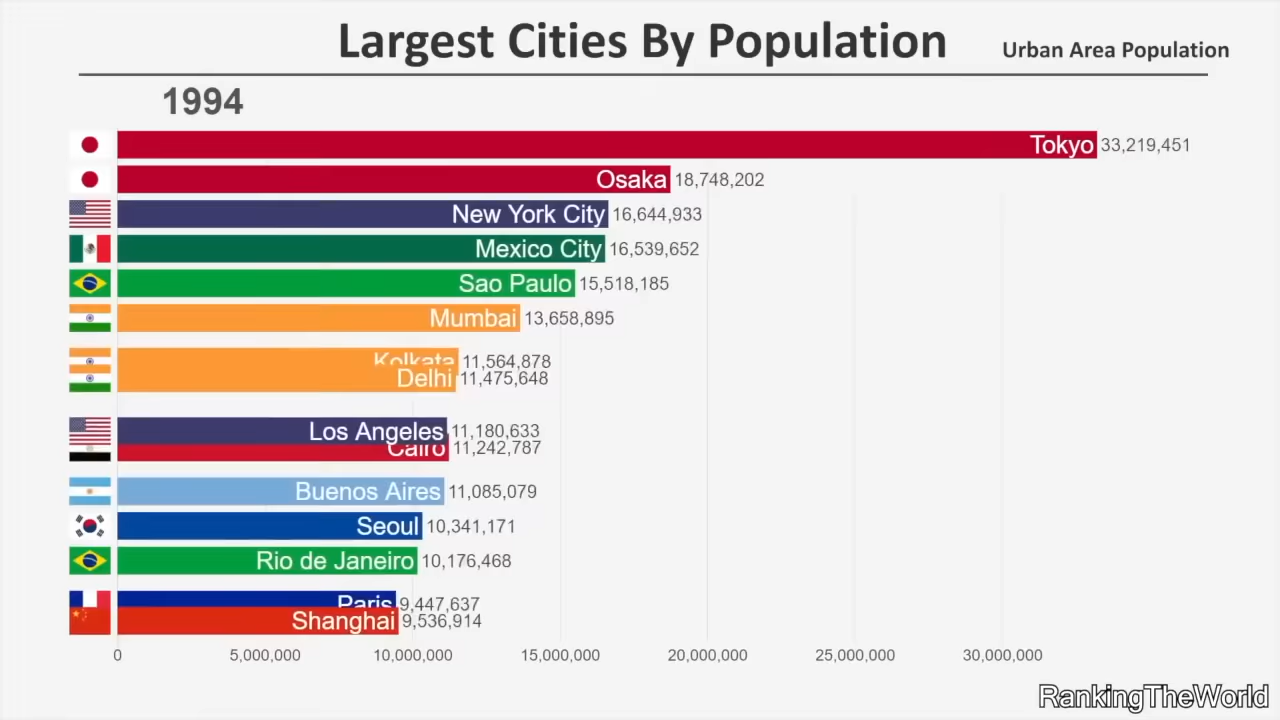 Largest Cities By Population
Urban Area Population
1994
Tokyo 33,219,451
Osaka 18,748,202
New York City 16,644,933
Mexico City 16,539,652
Sao Paulo 15,518,185
Mumbai 13,658,895
Kolkata 11,564,878
Delhi 11,475,648
Los Angeles 11,180,633
Cairo 11,242,787
Buenos Aires 11,085,079
Seoul 10,341,171
Rio de Janeiro 10,176,468
Paris 9,447,637
Shanghai 9,536,914
0 5,000,000 10,000,000 15,000,000 20,000,000 25,000,000 30,000,000
RankingTheWorld